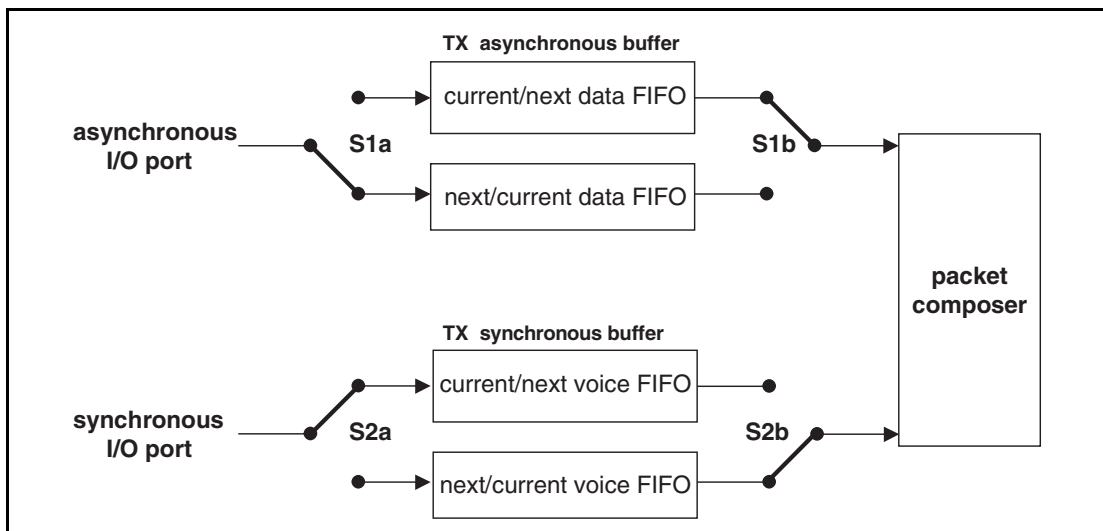 TX asynchronous buffer
current/next data FIFO
asynchronous
I/O port
S1a
S1b
next/current data FIFO
packet
composer
TX synchronous buffer
current/next voice FIFO
synchronous
I/O port
S2a
S2b
next/current voice FIFO